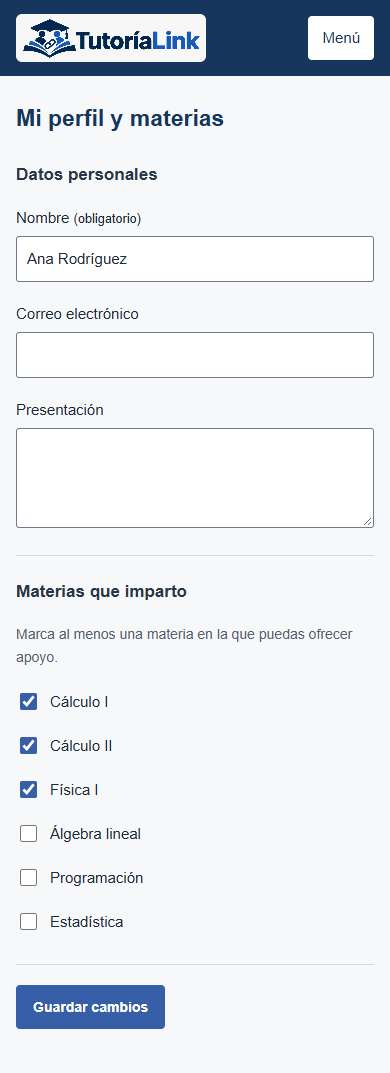 TutoríaLink
Menú
Mi perfil y materias
Datos personales
Nombre (obligatorio)
Ana Rodríguez
Correo electrónico
Presentación
Materias que imparto
Marca al menos una materia en la que puedas ofrecer
apoyo.
Cálculo I
Cálculo II
Física I
Álgebra lineal
Programación
Estadística
Guardar cambios